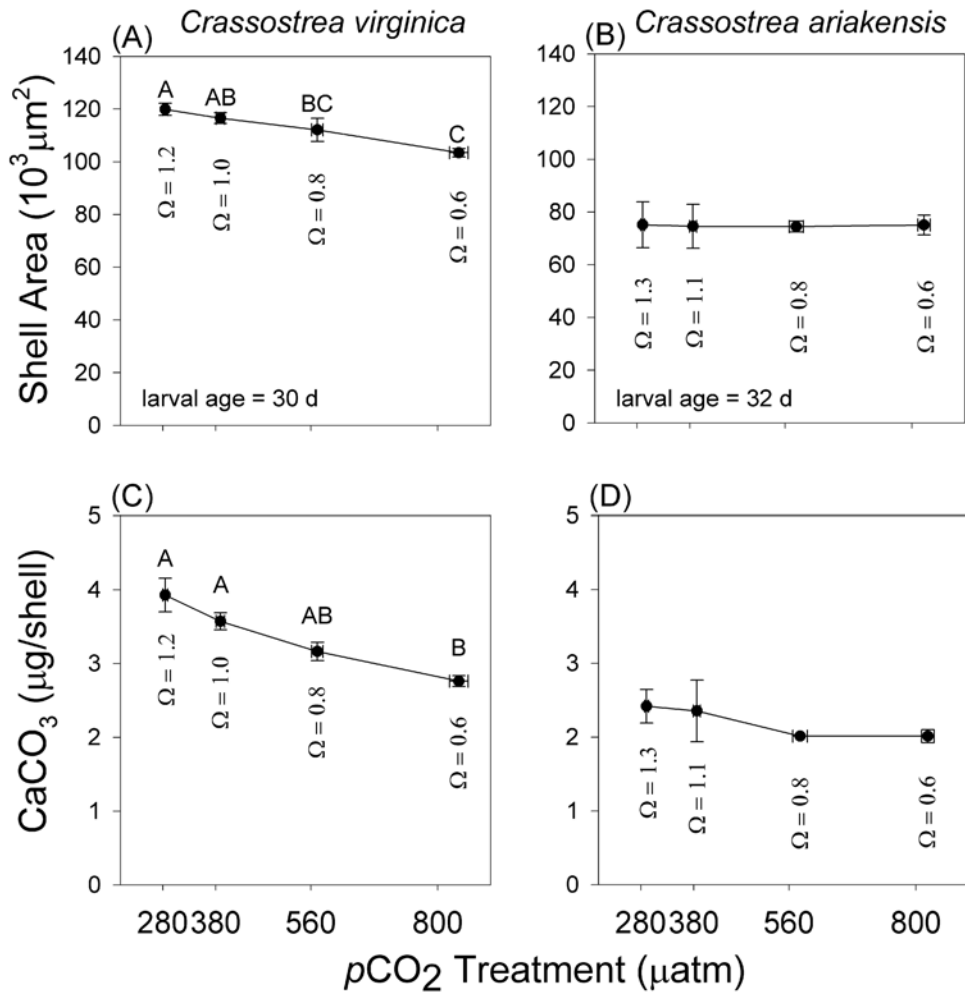 Crassostrea virginica
Crassostrea ariakensis
(A)
(B)
Shell Area (10³μm²)
140
120
100
80
60
40
20
0
A
AB
BC
C
Ω = 1.2
Ω = 1.0
Ω = 0.8
Ω = 0.6
larval age = 30 d
140
120
100
80
60
40
20
0
Ω = 1.3
Ω = 1.1
Ω = 0.8
Ω = 0.6
larval age = 32 d
(C)
(D)
CaCO₃ (μg/shell)
5
4
3
2
1
0
A
A
AB
B
Ω = 1.2
Ω = 1.0
Ω = 0.8
Ω = 0.6
280 380 560 800
5
4
3
2
1
0
Ω = 1.3
Ω = 1.1
Ω = 0.8
Ω = 0.6
280 380 560 800
pCO₂ Treatment (μatm)